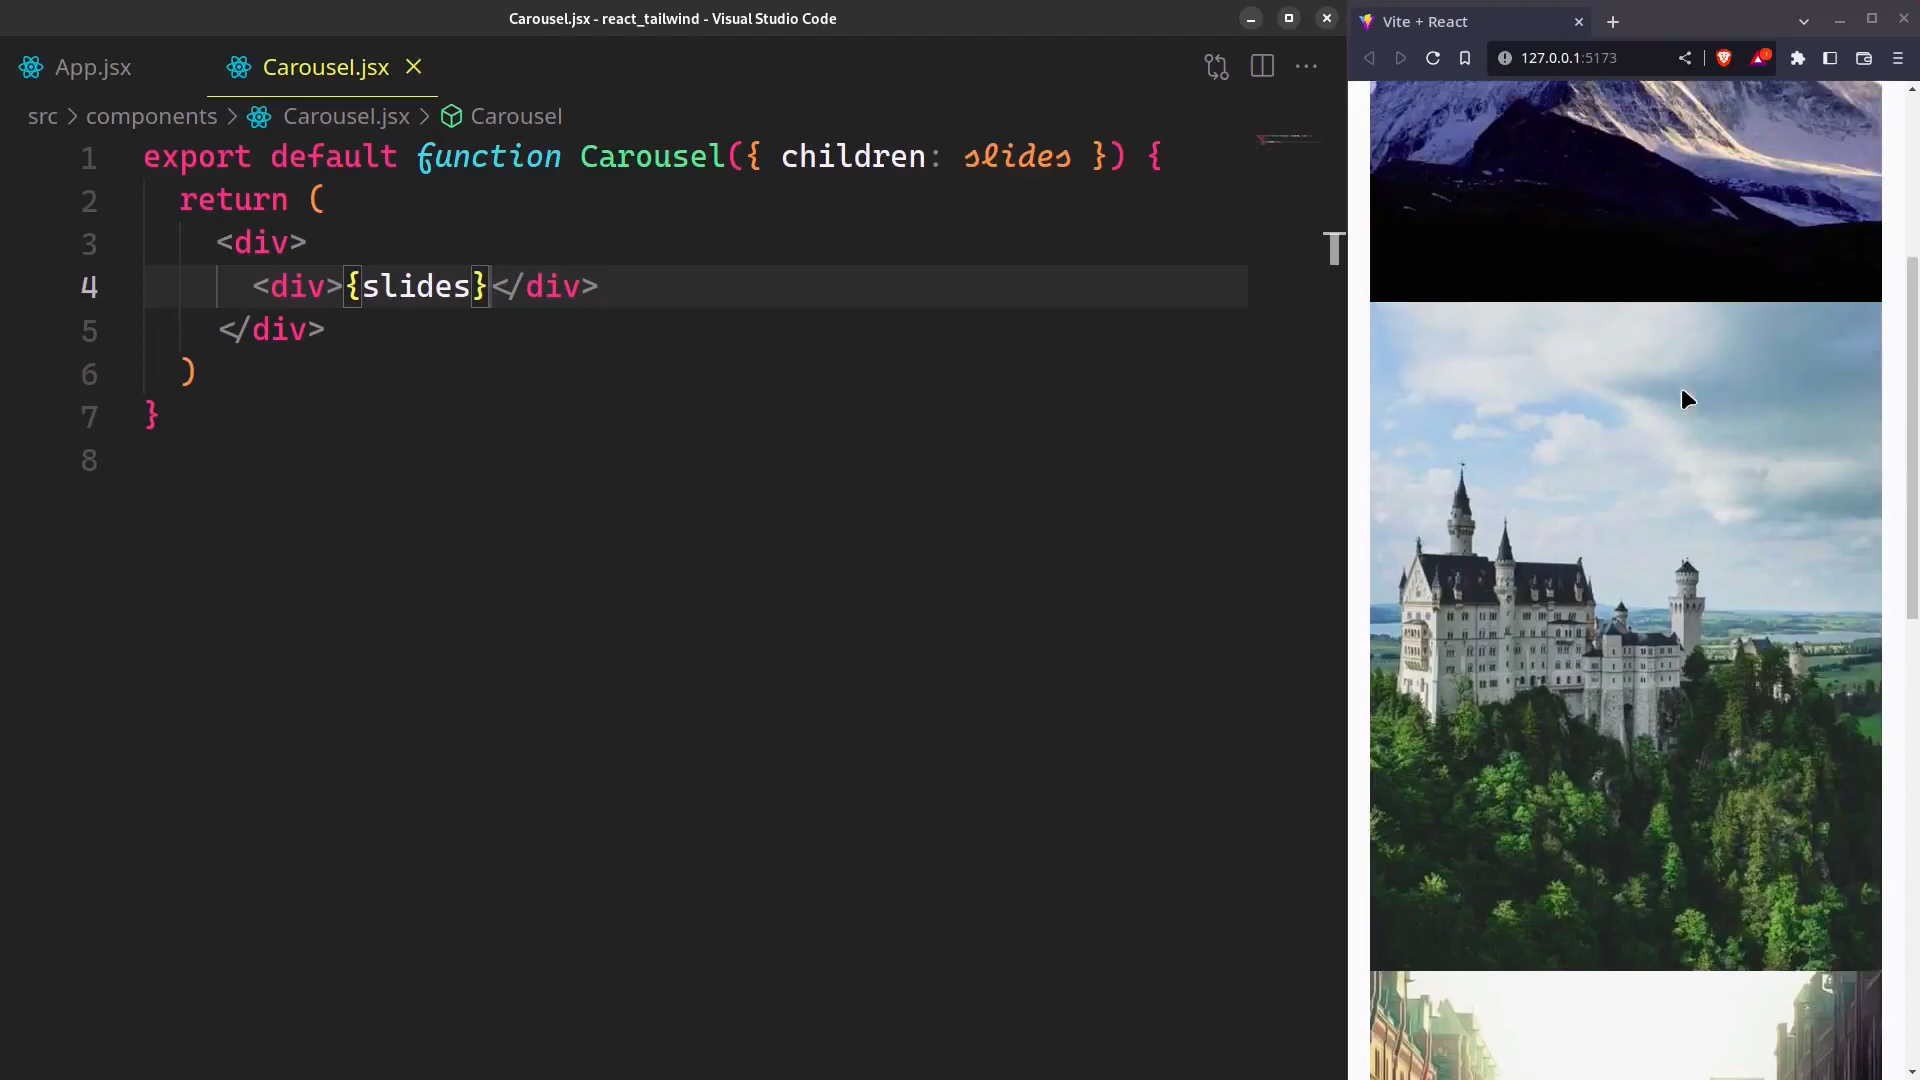 Carousel.jsx - react_tailwind - Visual Studio Code
App.jsx
Carousel.jsx
src > components > Carousel.jsx > Carousel
1 export default function Carousel({ children: slides }) {
2 return (
3 <div>
4 <div>{slides}</div>
5 </div>
6 )
7 }
8
T
Vite + React
127.0.0.1:5173
1